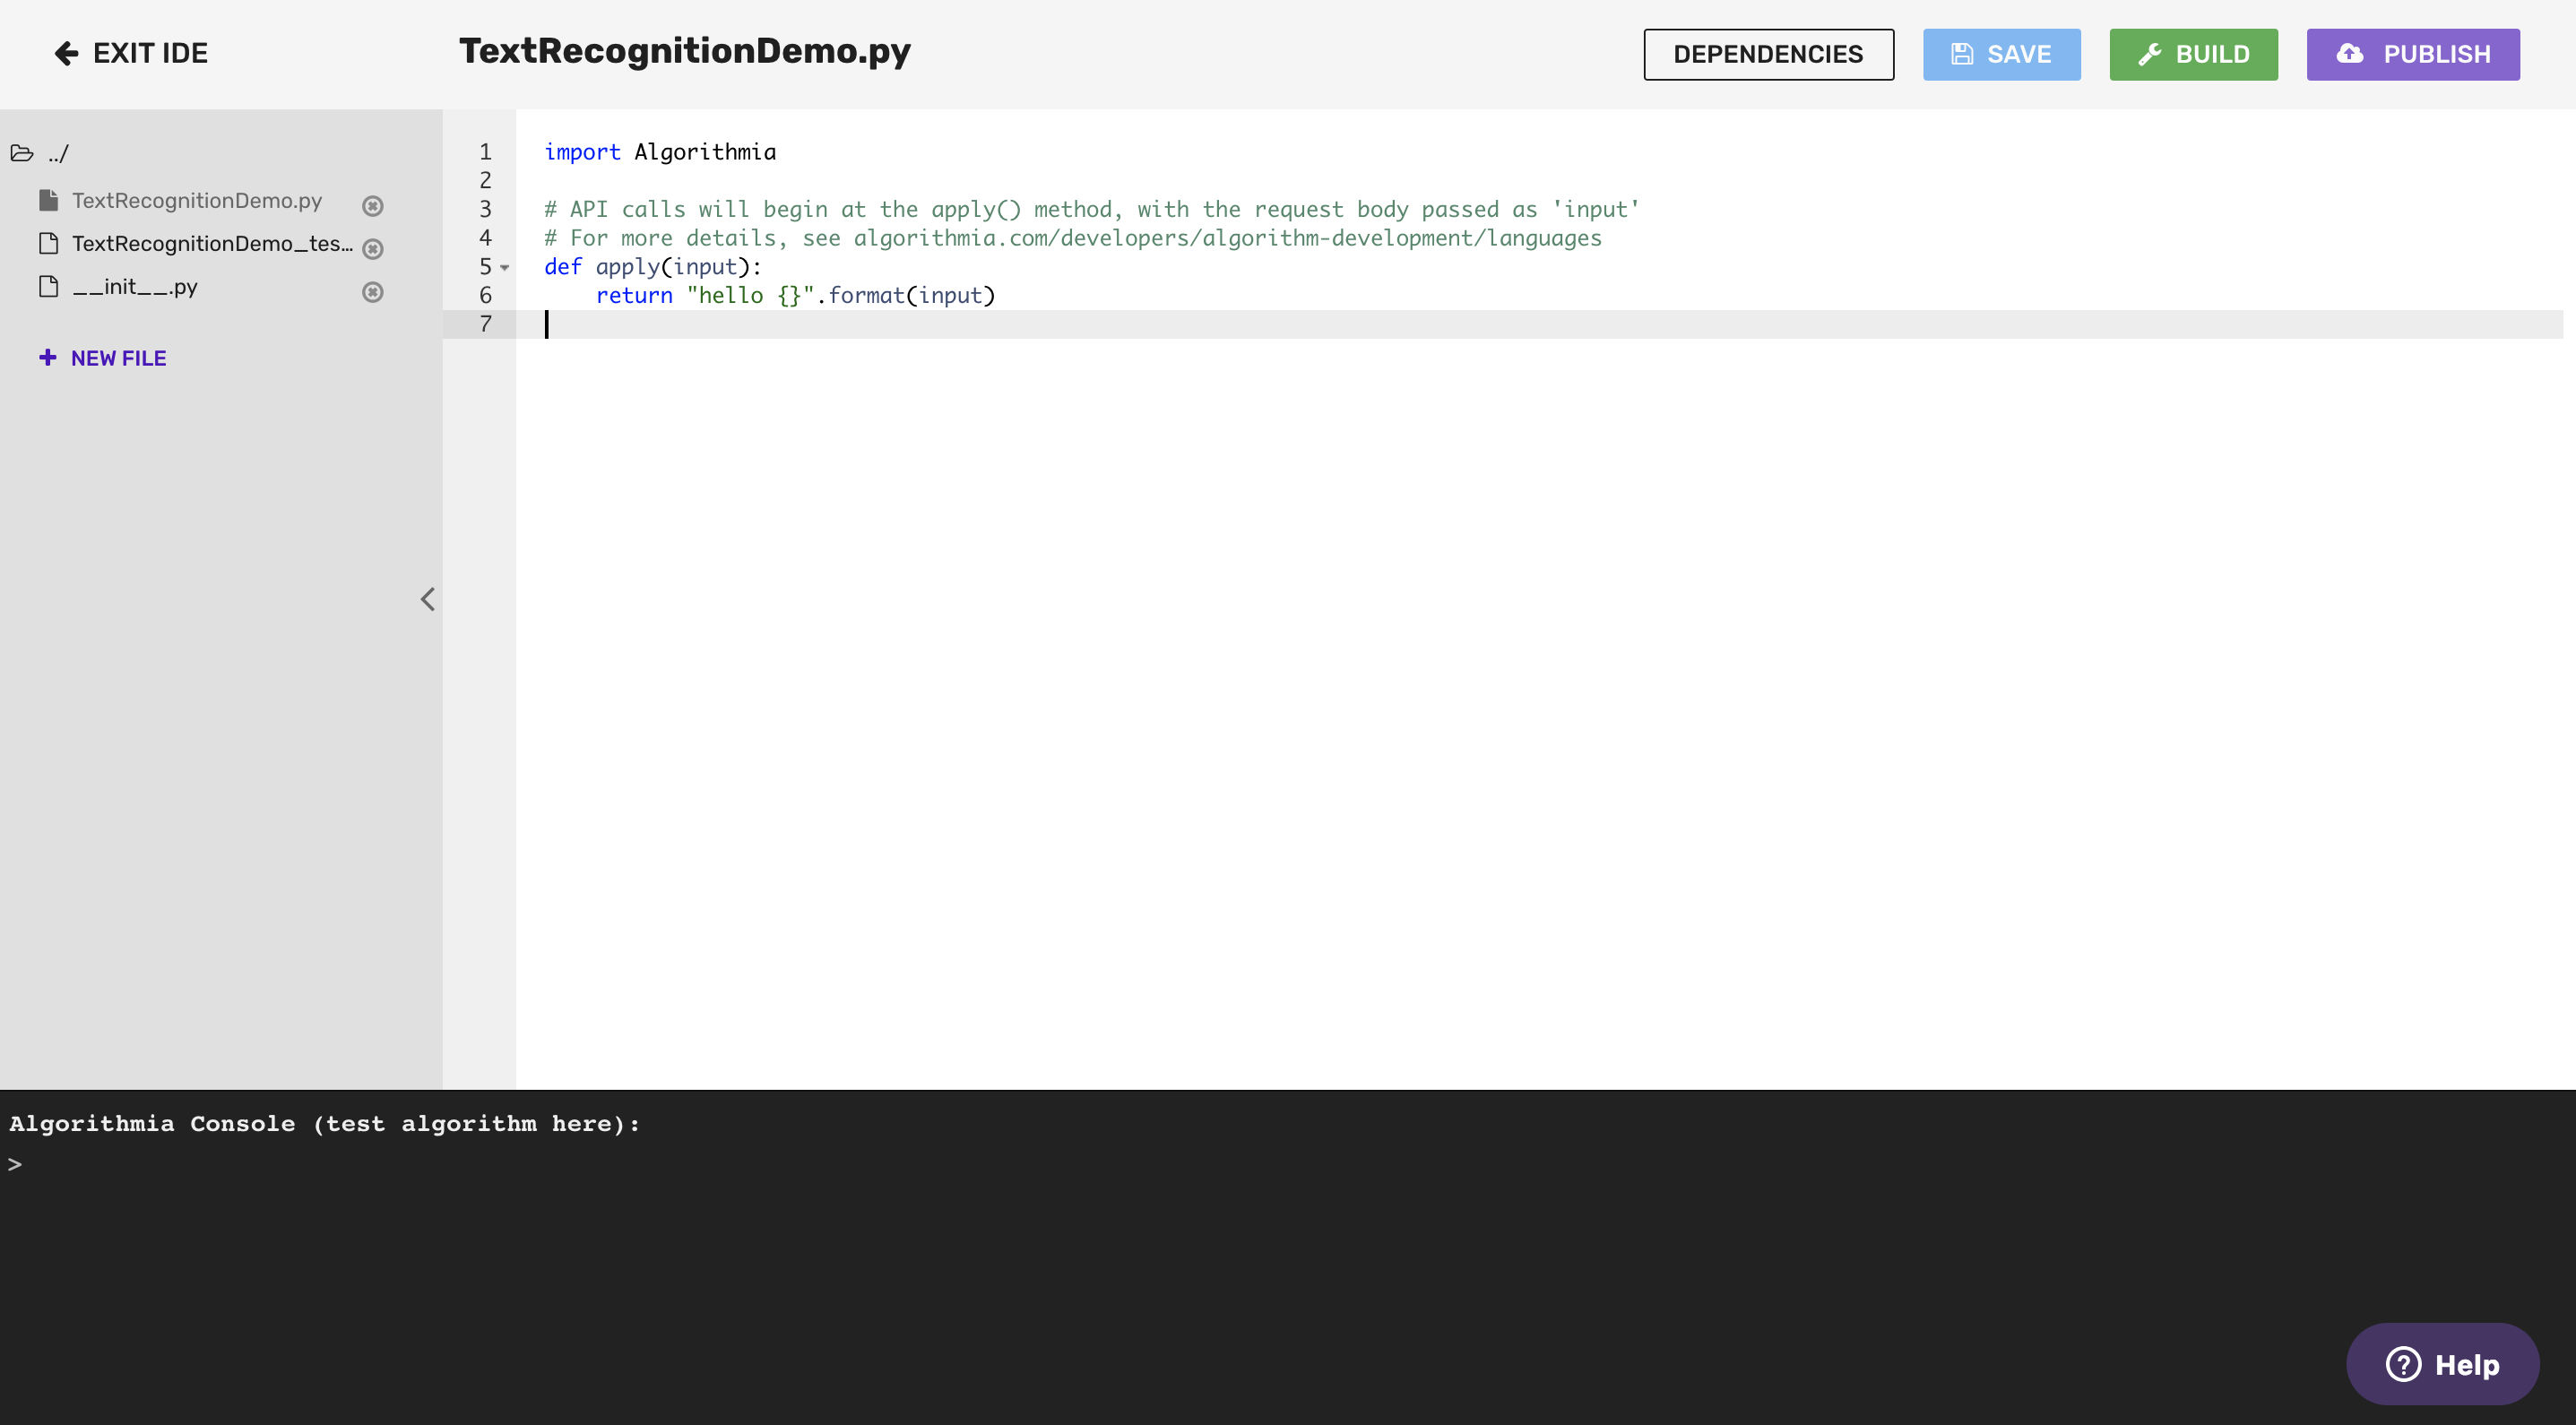 EXIT IDE
TextRecognitionDemo.py
DEPENDENCIES
SAVE
BUILD
PUBLISH
../
TextRecognitionDemo.py
TextRecognitionDemo_tes...
__init__.py
NEW FILE
1 import Algorithmia
2
3 # API calls will begin at the apply() method, with the request body passed as 'input'
4 # For more details, see algorithmia.com/developers/algorithm-development/languages
5 def apply(input):
6     return "hello {}".format(input)
7
Algorithmia Console (test algorithm here):
>
Help